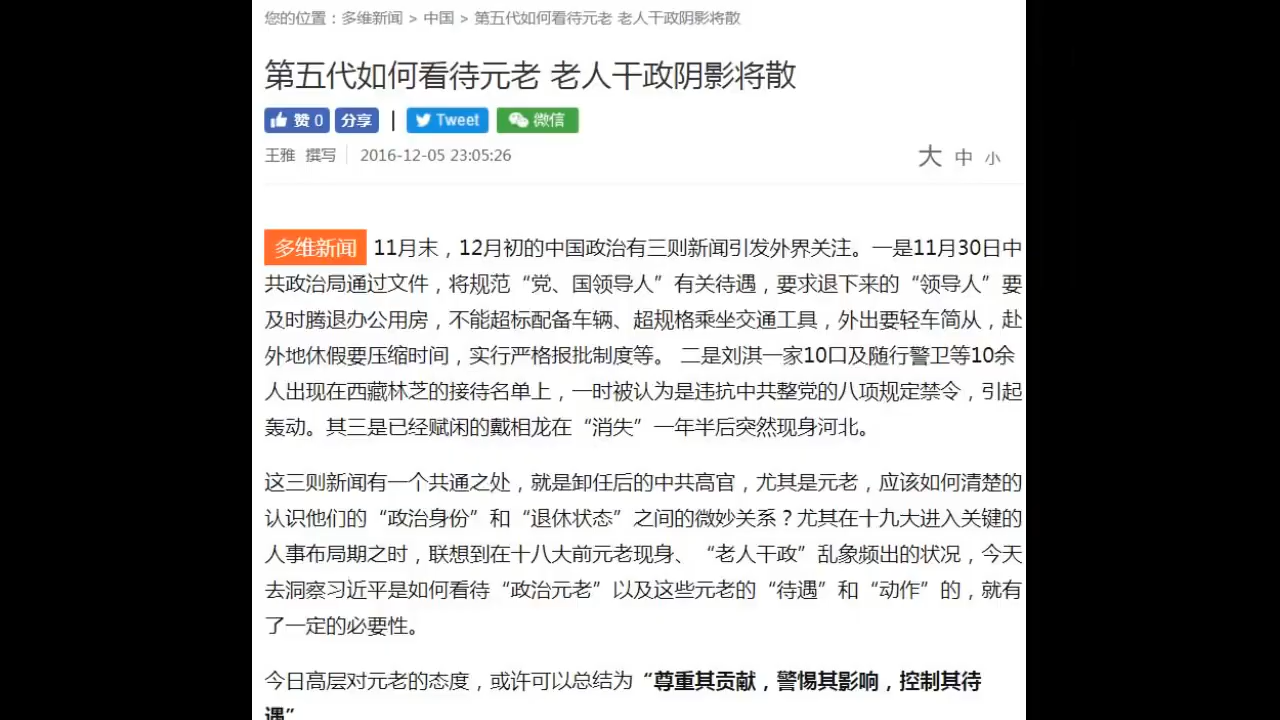 您的位置：多维新闻 > 中国 > 第五代如何看待元老 老人干政阴影将散
第五代如何看待元老 老人干政阴影将散
赞 0 分享 | Tweet 微信
王雅 撰写 2016-12-05 23:05:26 大 中 小
多维新闻 11月末，12月初的中国政治有三则新闻引发外界关注。一是11月30日中
共政治局通过文件，将规范“党、国领导人”有关待遇，要求退下来的“领导人”要
及时腾退办公用房，不能超标配备车辆、超规格乘坐交通工具，外出要轻车简从，赴
外地休假要压缩时间，实行严格报批制度等。 二是刘淇一家10口及随行警卫等10余
人出现在西藏林芝的接待名单上，一时被认为是违抗中共整党的八项规定禁令，引起
轰动。其三是已经赋闲的戴相龙在“消失”一年半后突然现身河北。
这三则新闻有一个共通之处，就是卸任后的中共高官，尤其是元老，应该如何清楚的
认识他们的“政治身份”和“退休状态”之间的微妙关系？尤其在十九大进入关键的
人事布局期之时，联想到在十八大前元老现身、“老人干政”乱象频出的状况，今天
去洞察习近平是如何看待“政治元老”以及这些元老的“待遇”和“动作”的，就有
了一定的必要性。
今日高层对元老的态度，或许可以总结为“尊重其贡献，警惕其影响，控制其待
遇”